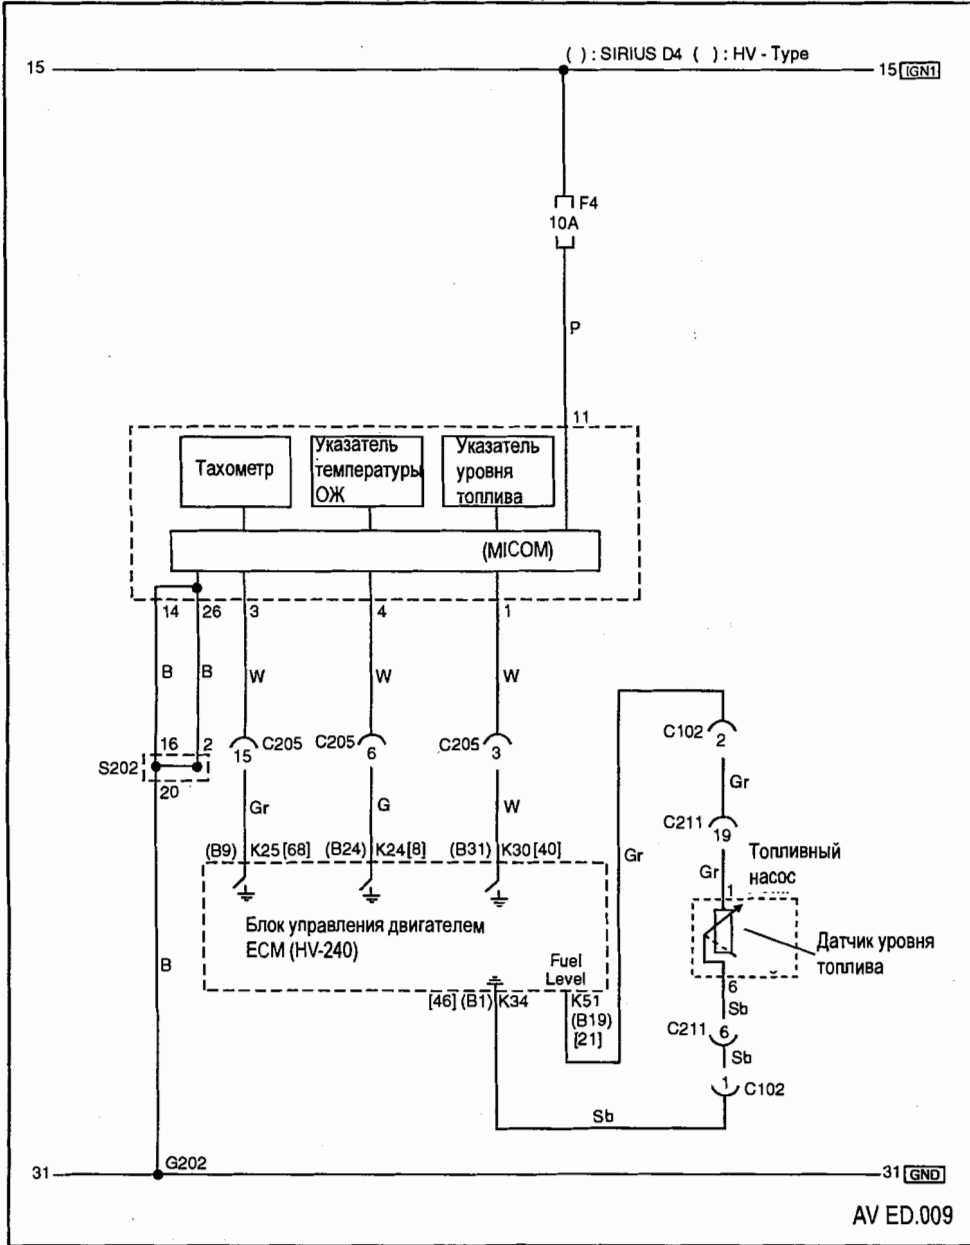 ( ) : SIRIUS D4 ( ) : HV - Type
15
15 IGN1
F4
10A
P
11
Тахометр
Указатель
температуры
ОЖ
Указатель
уровня
топлива
(MICOM)
14
26
3
4
1
B
B
W
W
W
16
2
S202
20
C205
15
C205
6
C205
3
C102
2
Gr
C211
19
Gr
G
W
Gr
Gr
1
Топливный
насос
(B9) K25 [68]
(B24) K24 [8]
(B31) K30 [40]
Блок управления двигателем
ECM (HV-240)
Fuel
Level
Датчик уровня
топлива
B
[46] (B1) K34
K51
(B19)
[21]
6
Sb
C211 6
Sb
1 C102
Sb
G202
31
31 GND
AV ED.009